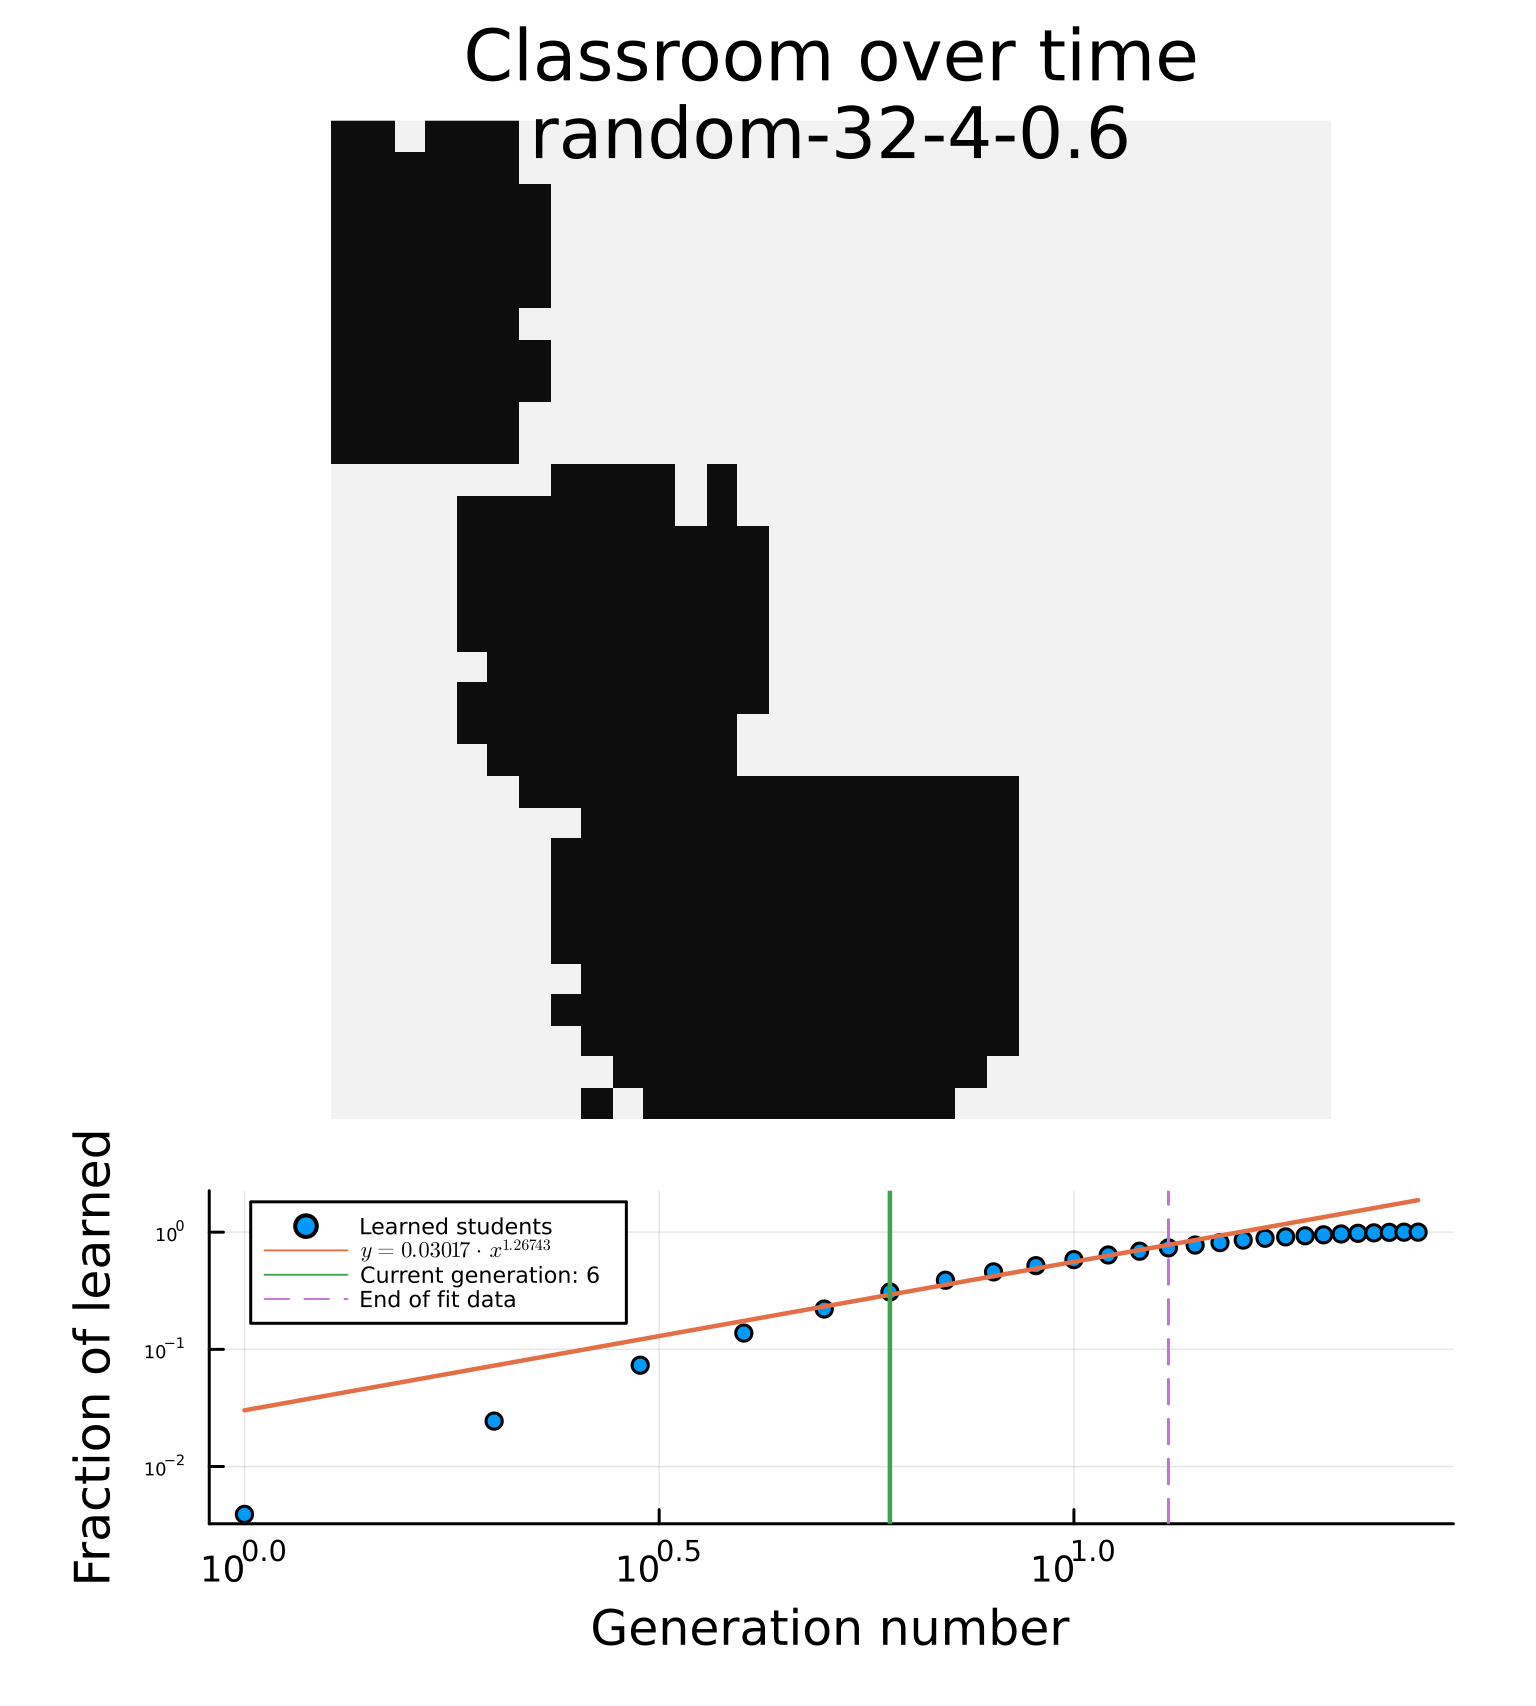 Classroom over time
random-32-4-0.6
Fraction of learned
10^0
10^-1
10^-2
Learned students
y = 0.03017 · x^1.26743
Current generation: 6
End of fit data
10^0.0
10^0.5
10^1.0
Generation number